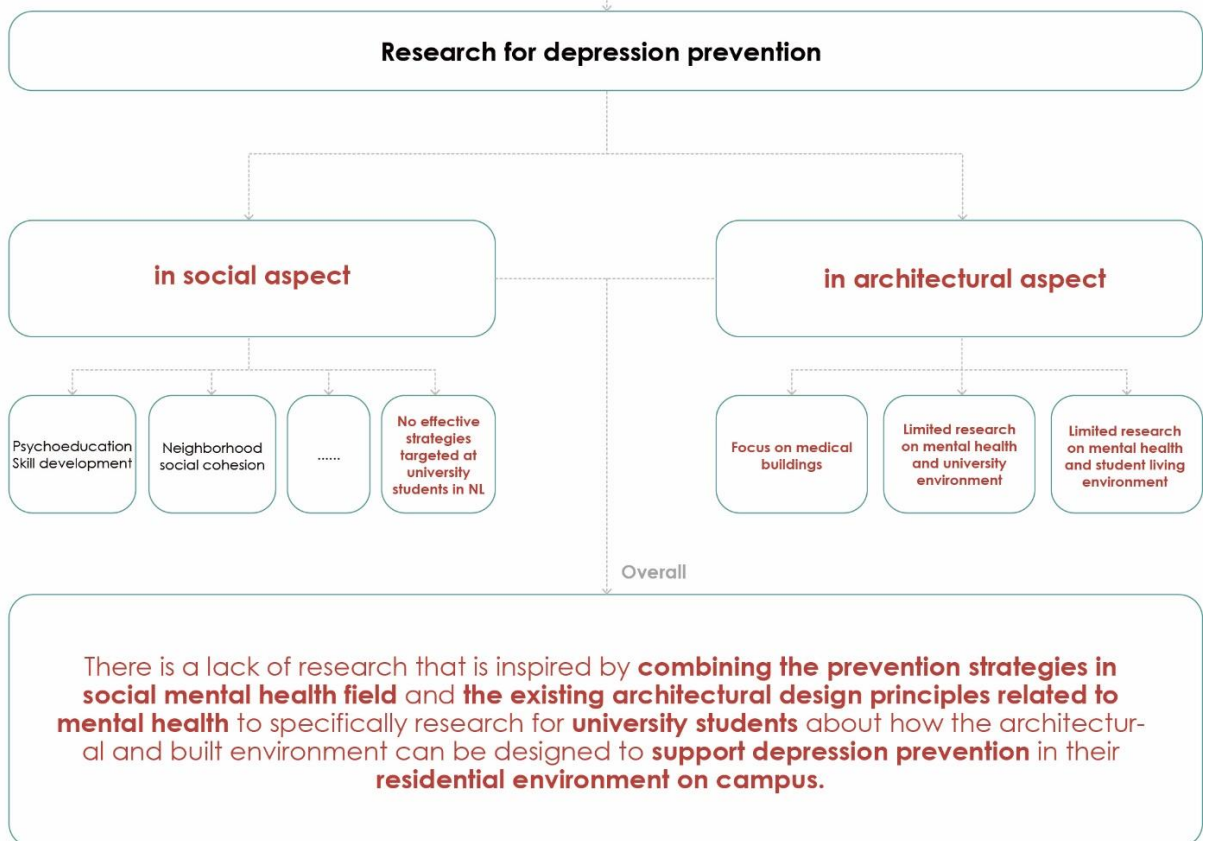 Research for depression prevention
in social aspect
in architectural aspect
Psychoeducation
Skill development
Neighborhood
social cohesion
......
No effective
strategies
targeted at
university
students in NL
Focus on medical
buildings
Limited research
on mental health
and university
environment
Limited research
on mental health
and student living
environment
Overall
There is a lack of research that is inspired by combining the prevention strategies in
social mental health field and the existing architectural design principles related to
mental health to specifically research for university students about how the architectur-
al and built environment can be designed to support depression prevention in their
residential environment on campus.